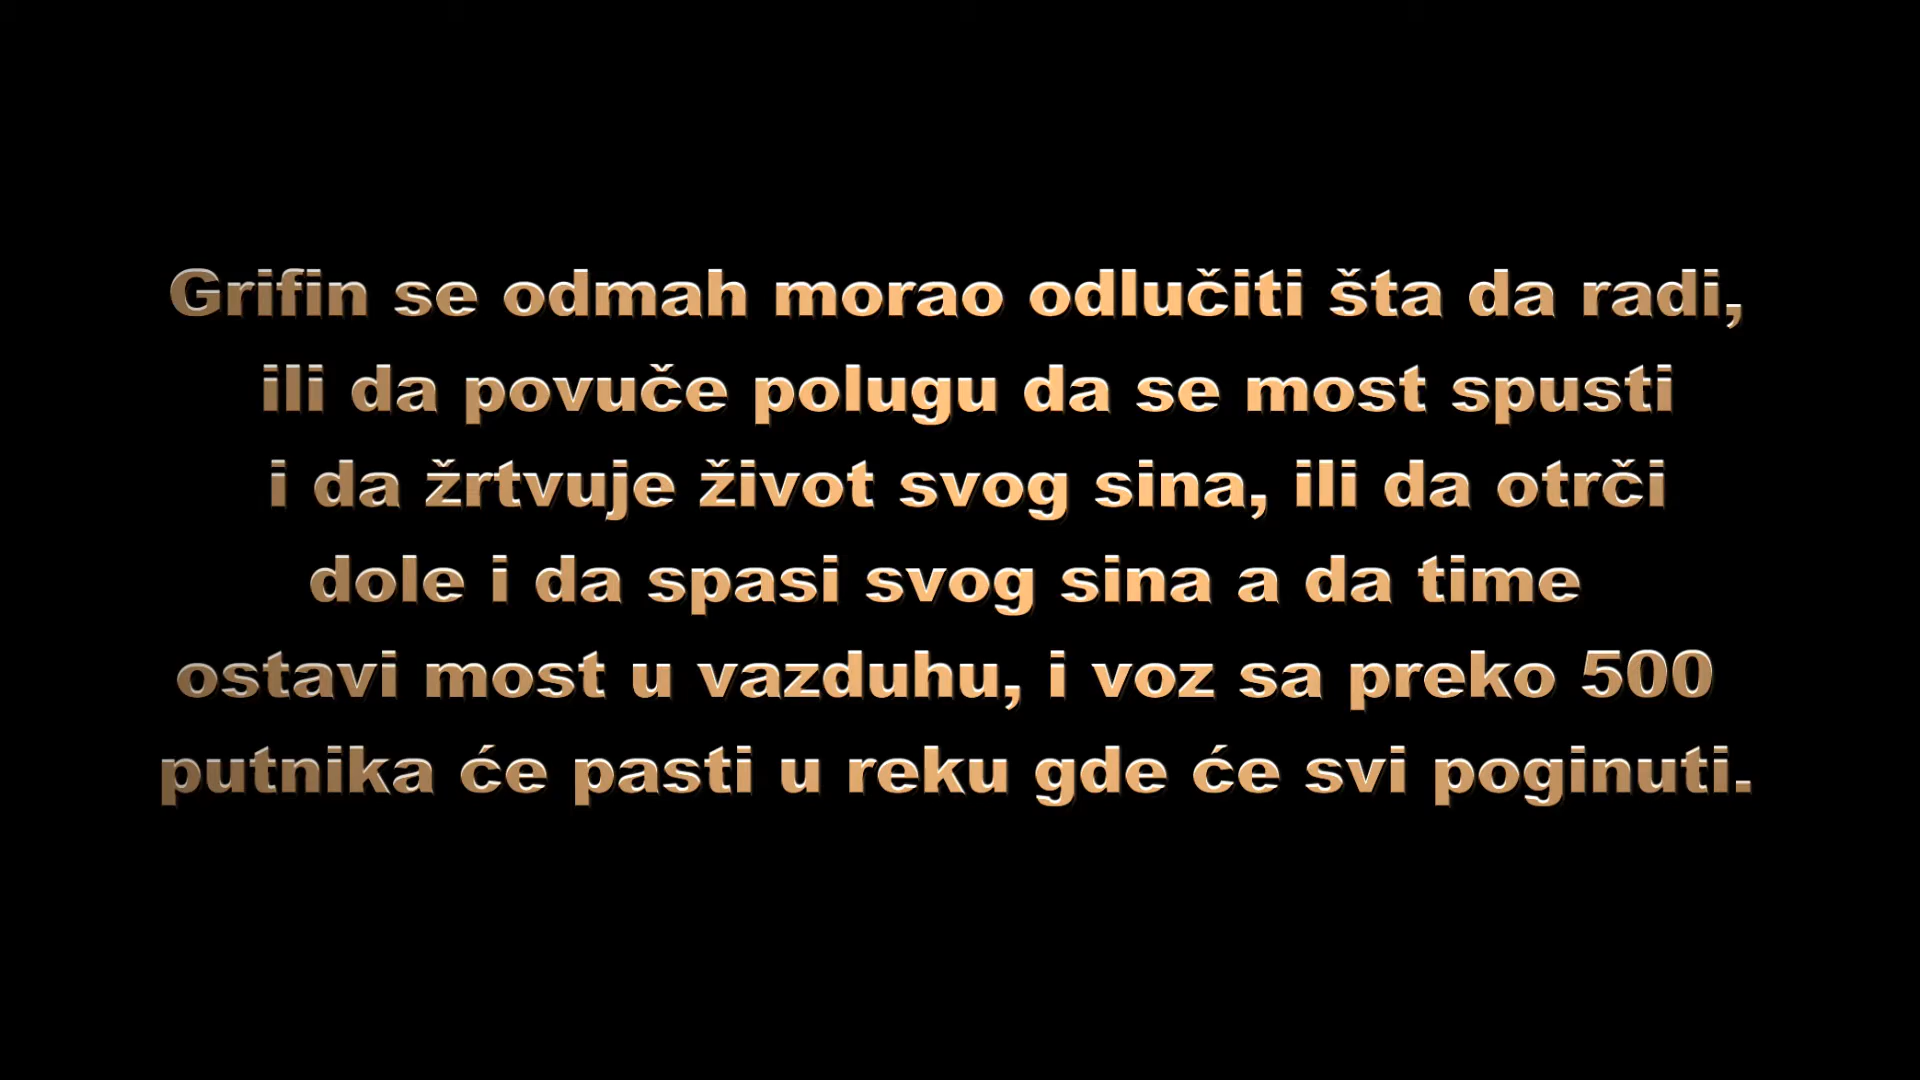 Grifin se odmah morao odlučiti šta da radi,
ili da povuče polugu da se most spusti
i da žrtvuje život svog sina, ili da otrči
dole i da spasi svog sina a da time
ostavi most u vazduhu, i voz sa preko 500
putnika će pasti u reku gde će svi poginuti.